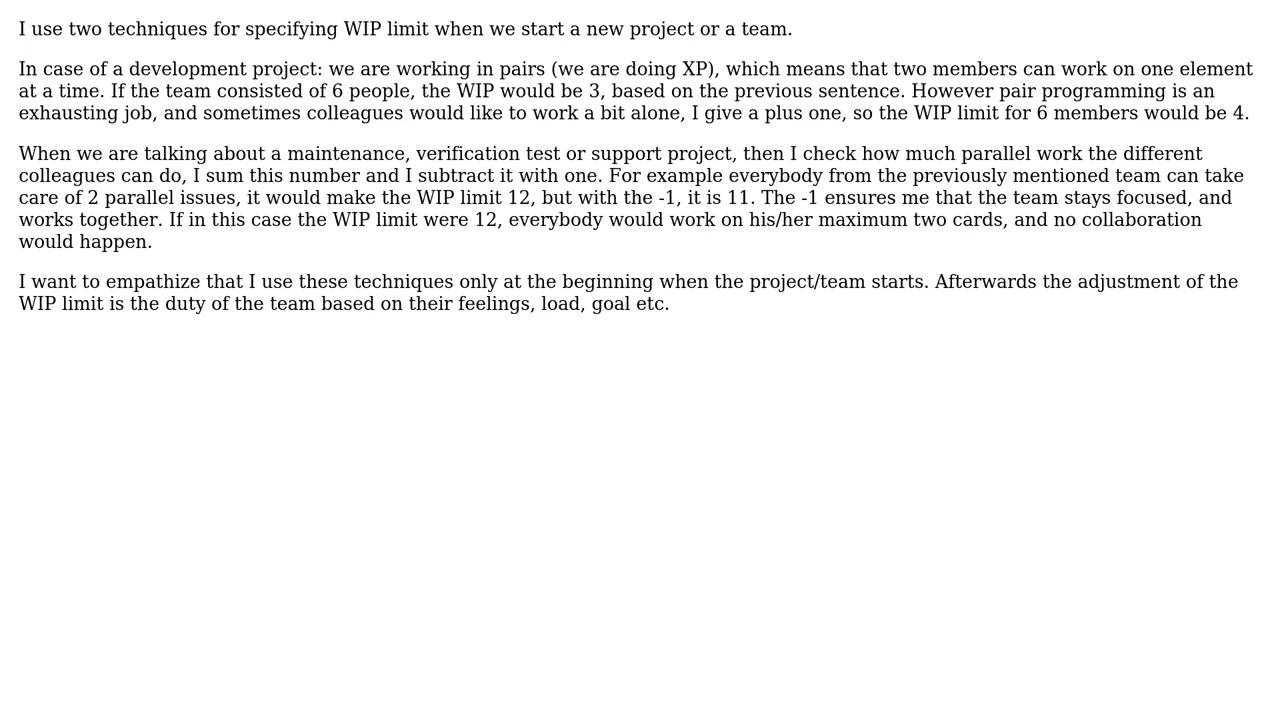 I use two techniques for specifying WIP limit when we start a new project or a team.
In case of a development project: we are working in pairs (we are doing XP), which means that two members can work on one element
at a time. If the team consisted of 6 people, the WIP would be 3, based on the previous sentence. However pair programming is an
exhausting job, and sometimes colleagues would like to work a bit alone, I give a plus one, so the WIP limit for 6 members would be 4.
When we are talking about a maintenance, verification test or support project, then I check how much parallel work the different
colleagues can do, I sum this number and I subtract it with one. For example everybody from the previously mentioned team can take
care of 2 parallel issues, it would make the WIP limit 12, but with the -1, it is 11. The -1 ensures me that the team stays focused, and
works together. If in this case the WIP limit were 12, everybody would work on his/her maximum two cards, and no collaboration
would happen.
I want to empathize that I use these techniques only at the beginning when the project/team starts. Afterwards the adjustment of the
WIP limit is the duty of the team based on their feelings, load, goal etc.